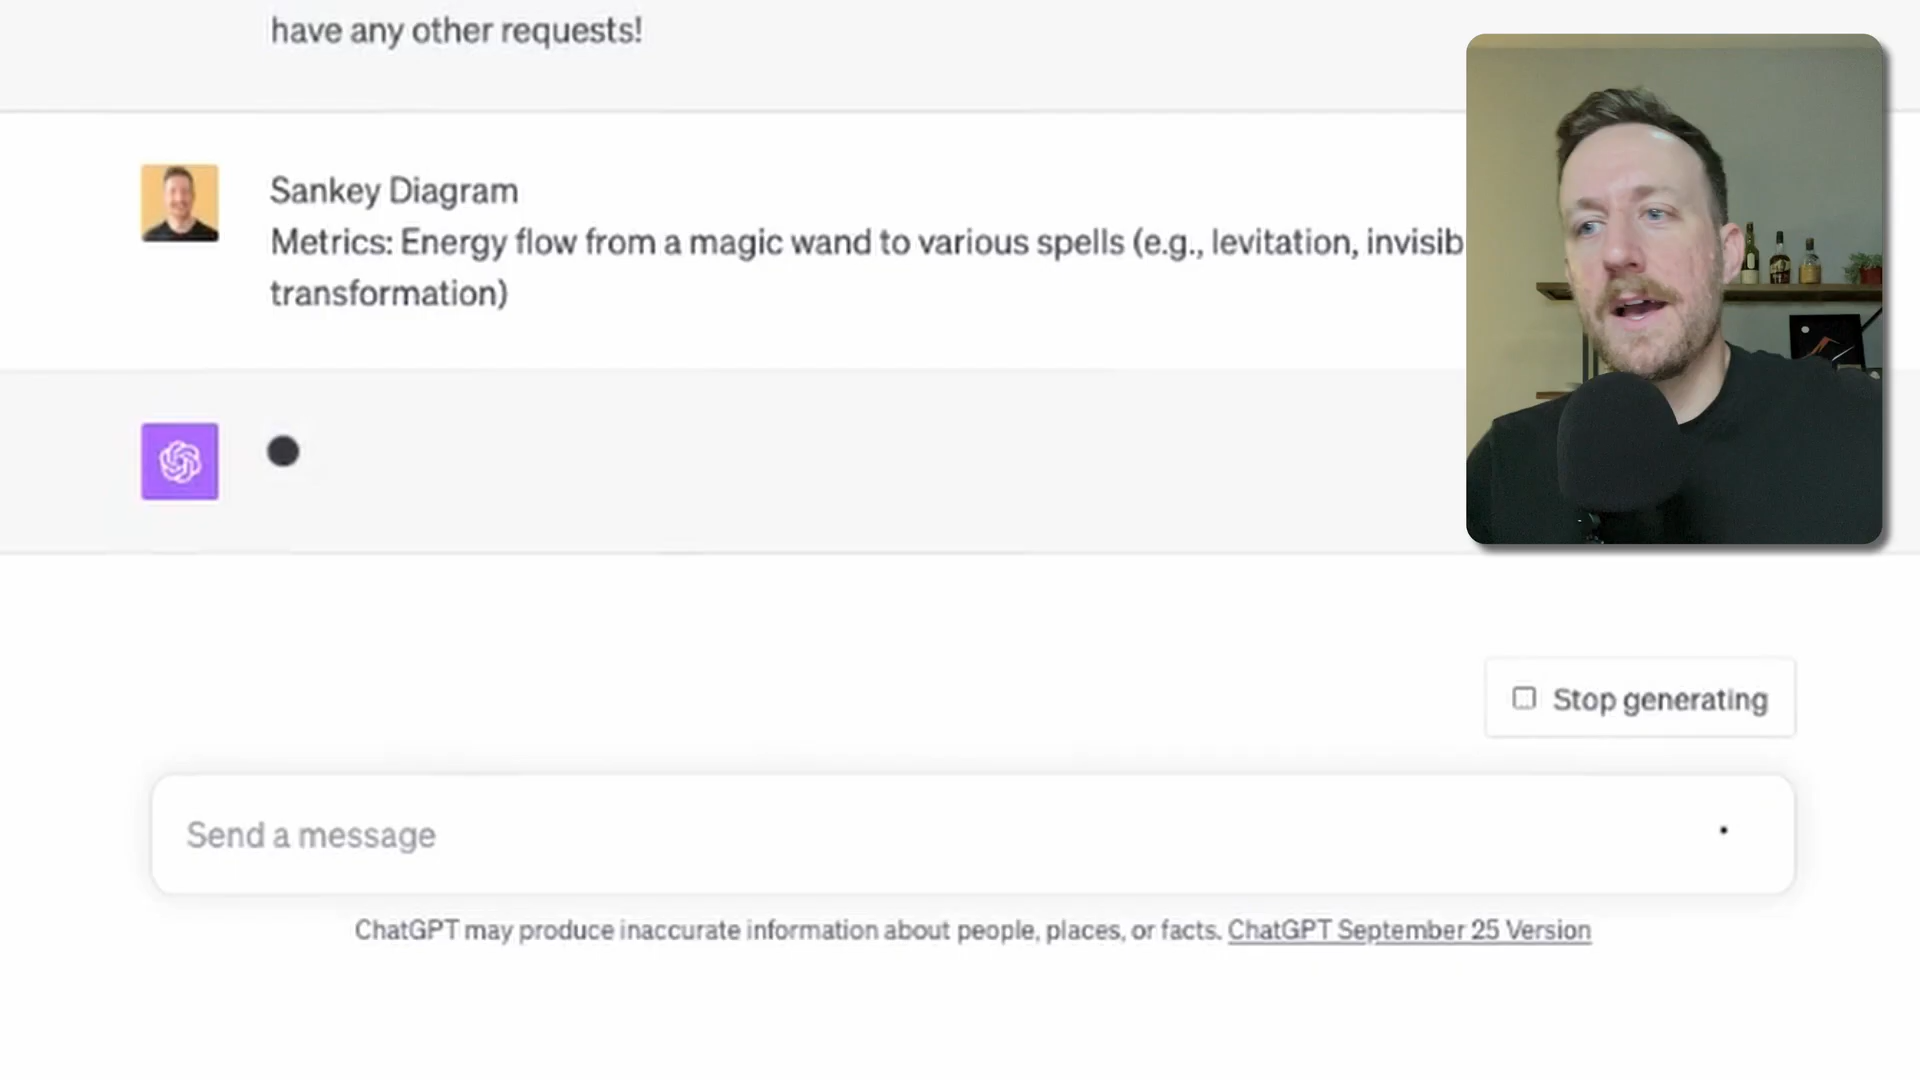 have any other requests!
Sankey Diagram
Metrics: Energy flow from a magic wand to various spells (e.g., levitation, invisib
transformation)
Stop generating
Send a message
ChatGPT may produce inaccurate information about people, places, or facts. ChatGPT September 25 Version